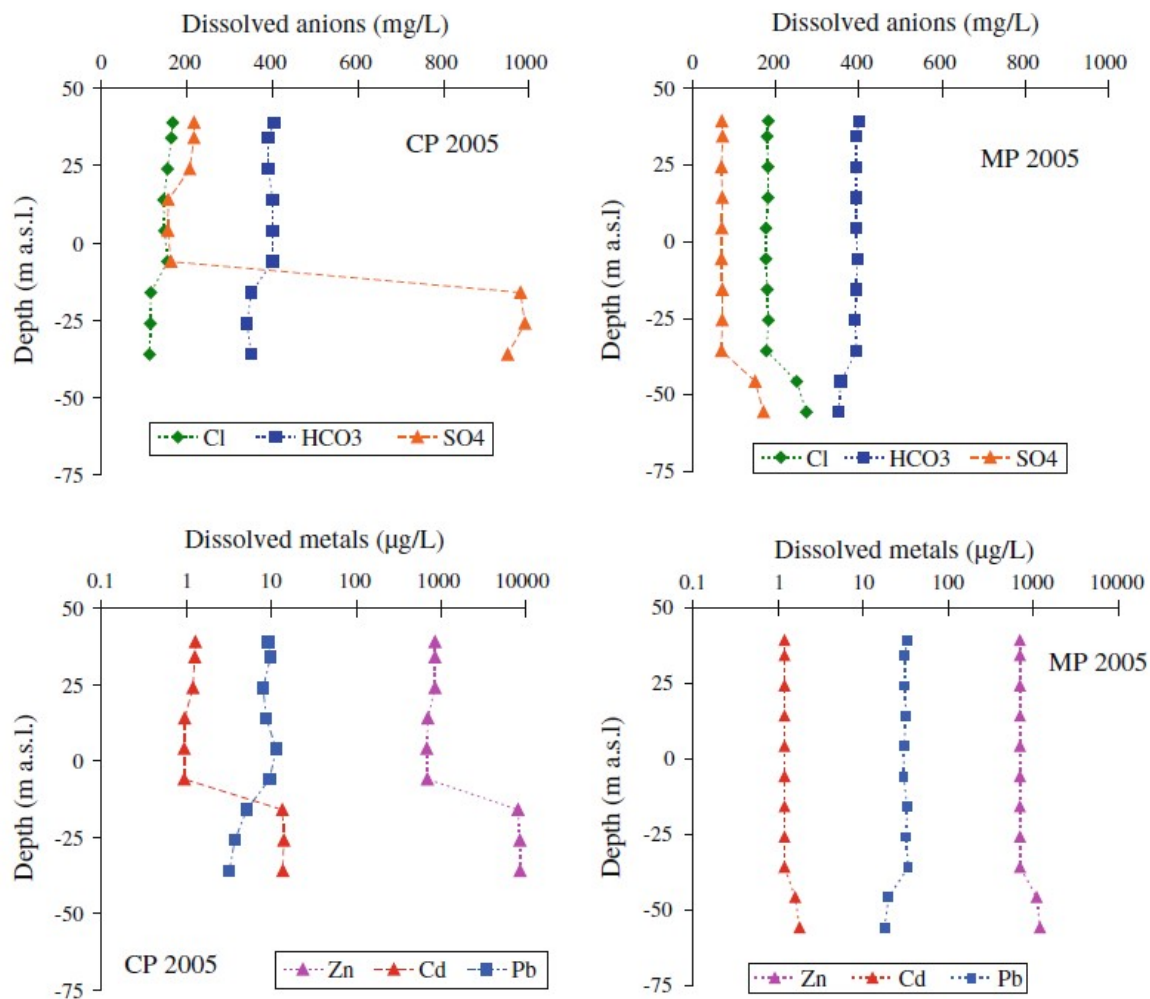 Dissolved anions (mg/L)
0 200 400 600 800 1000
50
25
0
-25
-50
-75
Depth (m a.s.l.)
CP 2005
Cl HCO3 SO4
Dissolved anions (mg/L)
0 200 400 600 800 1000
50
25
0
-25
-50
-75
Depth (m a.s.l)
MP 2005
Cl HCO3 SO4
Dissolved metals (µg/L)
0.1 1 10 100 1000 10000
50
25
0
-25
-50
-75
Depth (m a.s.l.)
CP 2005
Zn Cd Pb
Dissolved metals (µg/L)
0.1 1 10 100 1000 10000
50
25
0
-25
-50
-75
Depth (m a.s.l)
MP 2005
Zn Cd Pb